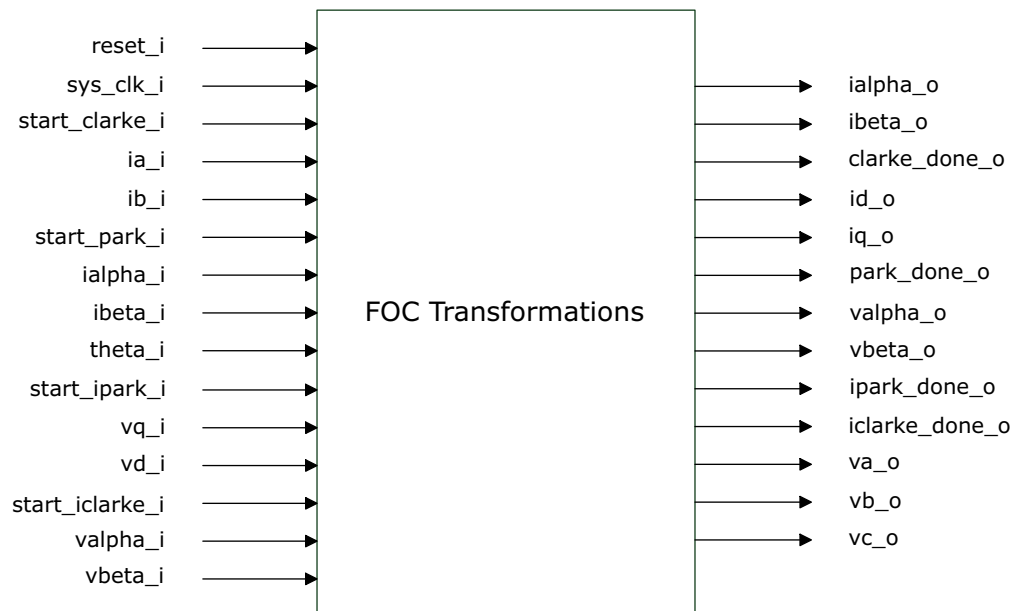 reset_i
sys_clk_i
start_clarke_i
ia_i
ib_i
start_park_i
ialpha_i
ibeta_i
theta_i
start_ipark_i
vq_i
vd_i
start_iclarke_i
valpha_i
vbeta_i
FOC Transformations
ialpha_o
ibeta_o
clarke_done_o
id_o
iq_o
park_done_o
valpha_o
vbeta_o
ipark_done_o
iclarke_done_o
va_o
vb_o
vc_o